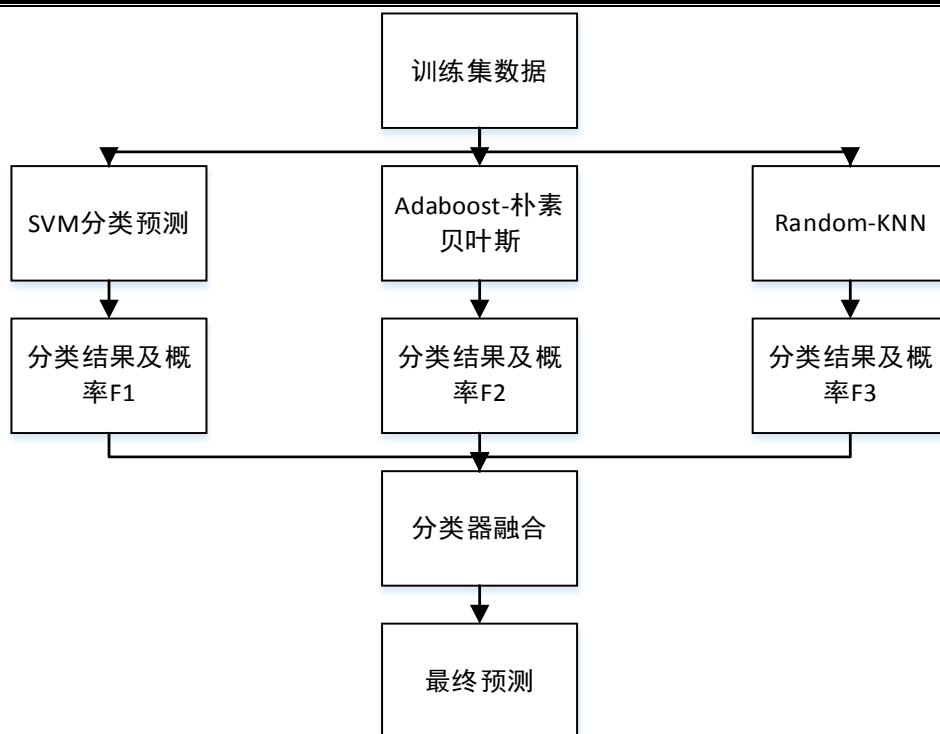 训练集数据
SVM分类预测
Adaboost-朴素
贝叶斯
Random-KNN
分类结果及概
率F1
分类结果及概
率F2
分类结果及概
率F3
分类器融合
最终预测